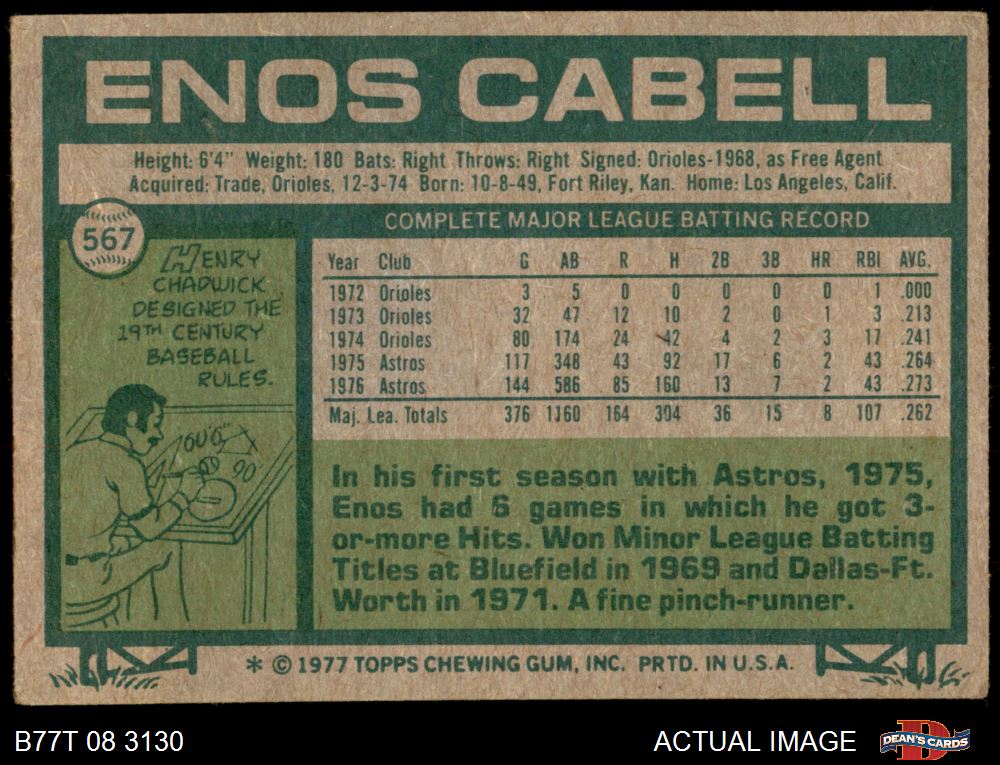 ENOS CABELL
Height: 6'4" Weight: 180 Bats: Right Throws: Right Signed: Orioles-1968, as Free Agent
Acquired: Trade, Orioles, 12-3-74 Born: 10-8-49, Fort Riley, Kan. Home: Los Angeles, Calif.
567
HENRY
CHADWICK
DESIGNED THE
19TH CENTURY
BASEBALL
RULES.
60'6"
90'
COMPLETE MAJOR LEAGUE BATTING RECORD
Year Club G AB R H 2B 3B HR RBI AVG.
1972 Orioles 3 5 0 0 0 0 0 1 .000
1973 Orioles 32 47 12 10 2 0 1 3 .213
1974 Orioles 80 174 24 42 4 2 3 17 .241
1975 Astros 117 348 43 92 17 6 2 43 .264
1976 Astros 144 586 85 160 13 7 2 43 .273
Maj. Lea. Totals 376 1160 164 304 36 15 8 107 .262
In his first season with Astros, 1975,
Enos had 6 games in which he got 3-
or-more Hits. Won Minor League Batting
Titles at Bluefield in 1969 and Dallas-Ft.
Worth in 1971. A fine pinch-runner.
* © 1977 TOPPS CHEWING GUM, INC. PRTD. IN U.S.A.
B77T 08 3130
ACTUAL IMAGE
D
DEAN'S CARDS